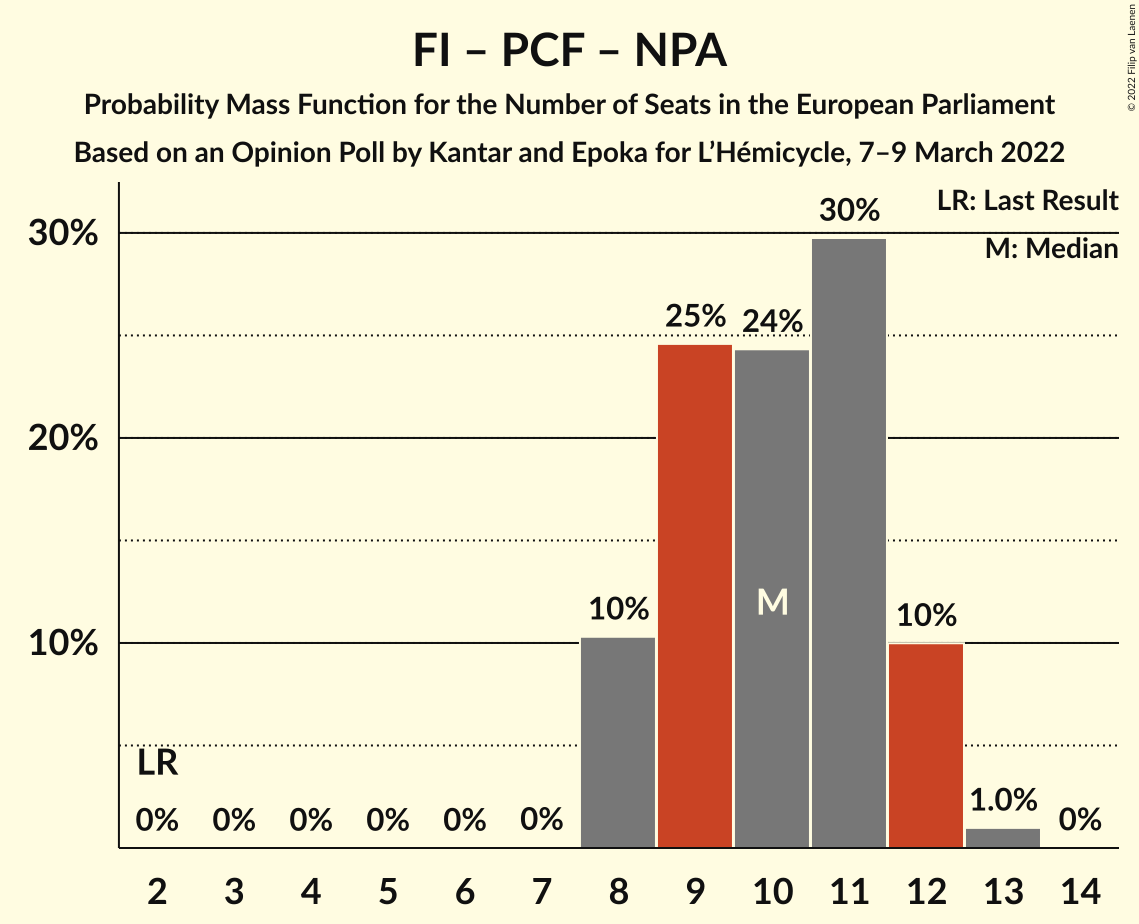 FI – PCF – NPA
Probability Mass Function for the Number of Seats in the European Parliament
Based on an Opinion Poll by Kantar and Epoka for L’Hémicycle, 7–9 March 2022
© 2022 Filip van Laenen
LR: Last Result
M: Median
30%
20%
10%
LR
0%
0%
0%
0%
0%
0%
10%
25%
24%
30%
10%
1.0%
0%
M
2 3 4 5 6 7 8 9 10 11 12 13 14